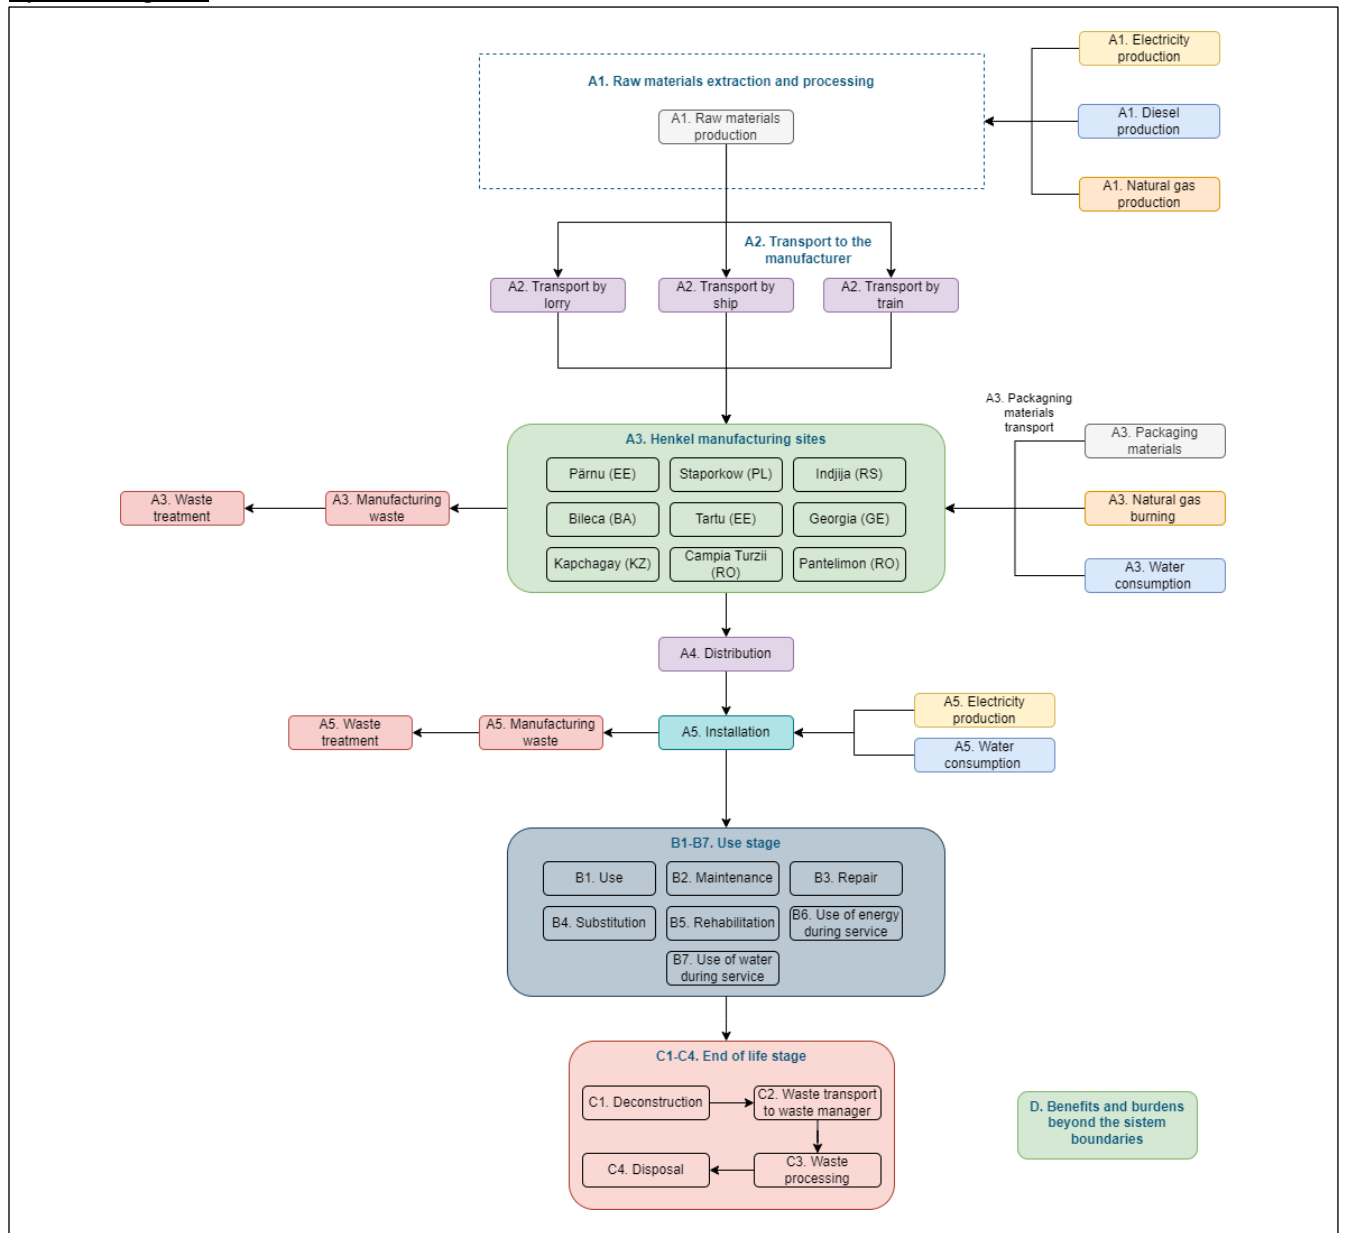 A1. Electricity
production
A1. Raw materials extraction and processing
A1. Raw materials
production
A1. Diesel
production
A1. Natural gas
production
A2. Transport to the
manufacturer
A2. Transport by
lorry
A2. Transport by
ship
A2. Transport by
train
A3. Packagning
materials
transport
A3. Henkel manufacturing sites
A3. Packaging
materials
Pärnu (EE)
Staporkow (PL)
Indjija (RS)
A3. Waste
treatment
A3. Manufacturing
waste
Bileca (BA)
Tartu (EE)
Georgia (GE)
A3. Natural gas
burning
Kapchagay (KZ)
Campia Turzii
(RO)
Pantelimon (RO)
A3. Water
consumption
A4. Distribution
A5. Waste
treatment
A5. Manufacturing
waste
A5. Installation
A5. Electricity
production
A5. Water
consumption
B1-B7. Use stage
B1. Use
B2. Maintenance
B3. Repair
B4. Substitution
B5. Rehabilitation
B6. Use of energy
during service
B7. Use of water
during service
C1-C4. End of life stage
C1. Deconstruction
C2. Waste transport
to waste manager
C4. Disposal
C3. Waste
processing
D. Benefits and burdens
beyond the sistem
boundaries